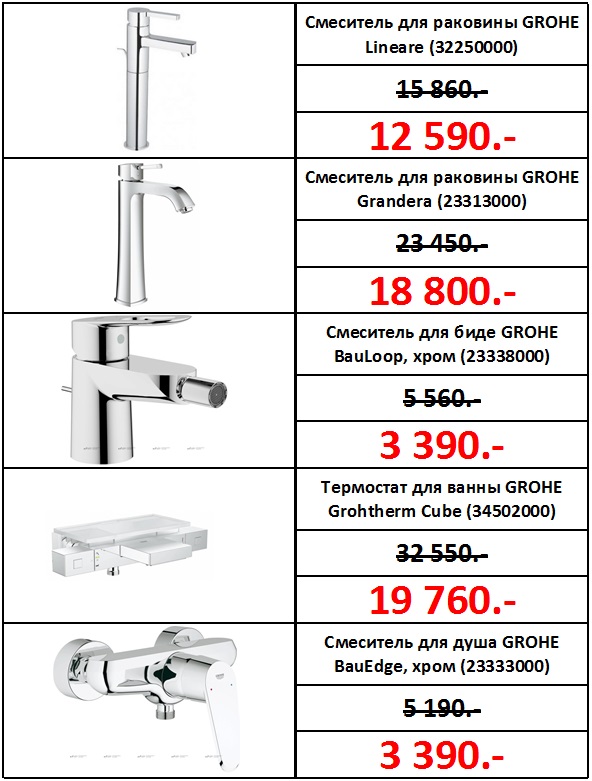 Смеситель для раковины GROHE
Lineare (32250000)
15 860.-
12 590.-
Смеситель для раковины GROHE
Grandera (23313000)
23 450.-
18 800.-
Смеситель для биде GROHE
BauLoop, хром (23338000)
5 560.-
3 390.-
Термостат для ванны GROHE
Grohtherm Cube (34502000)
32 550.-
19 760.-
Смеситель для душа GROHE
BauEdge, хром (23333000)
5 190.-
3 390.-